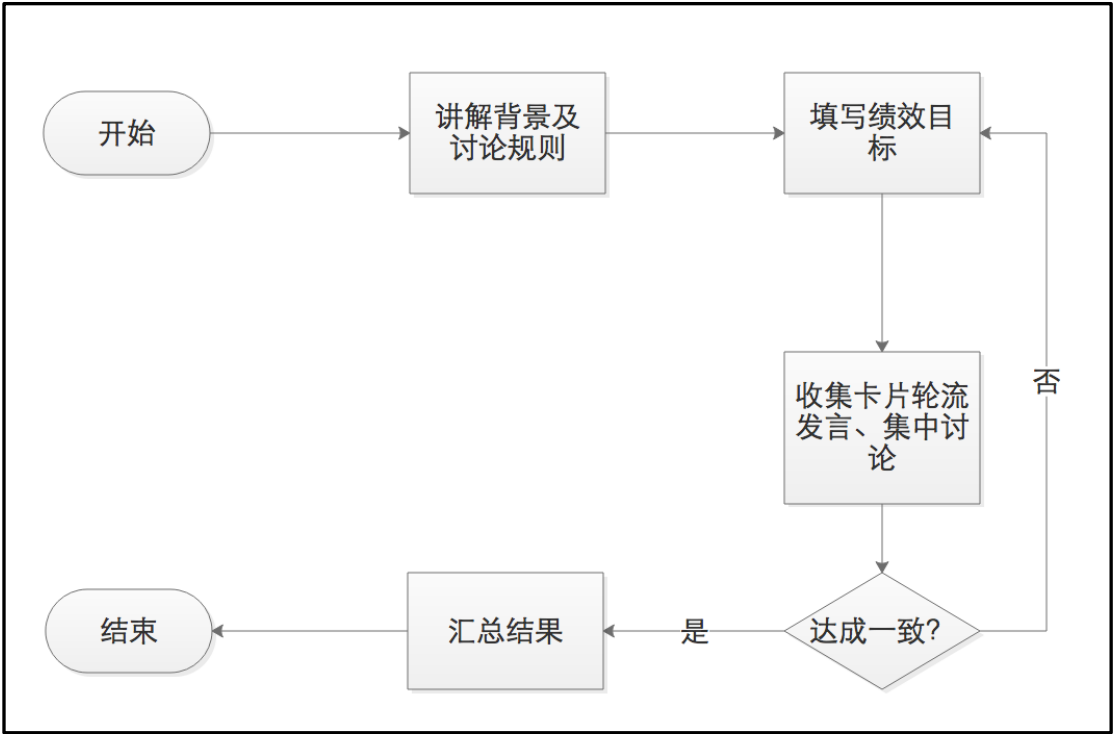 开始
讲解背景及
讨论规则
填写绩效目
标
收集卡片轮流
发言、集中讨
论
否
达成一致?
是
汇总结果
结束